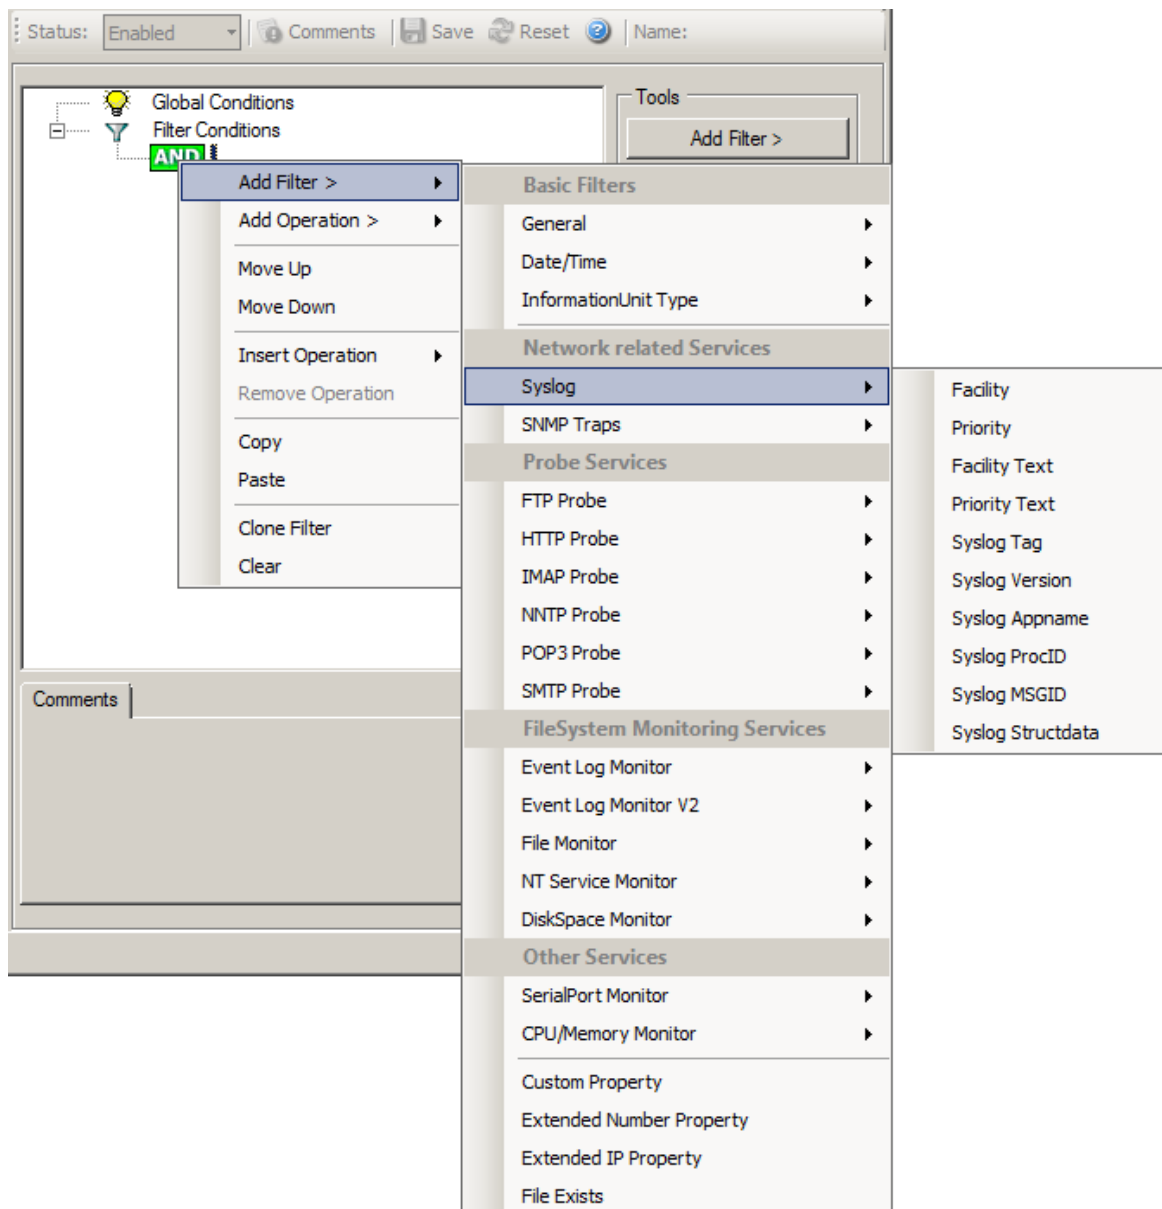 Status: Enabled Comments Save Reset Name:
Global Conditions
Filter Conditions
AND
Tools
Add Filter >
Add Filter >
Add Operation >
Move Up
Move Down
Insert Operation
Remove Operation
Copy
Paste
Clone Filter
Clear
Basic Filters
General
Date/Time
InformationUnit Type
Network related Services
Syslog
SNMP Traps
Probe Services
FTP Probe
HTTP Probe
IMAP Probe
NNTP Probe
POP3 Probe
SMTP Probe
FileSystem Monitoring Services
Event Log Monitor
Event Log Monitor V2
File Monitor
NT Service Monitor
DiskSpace Monitor
Other Services
SerialPort Monitor
CPU/Memory Monitor
Custom Property
Extended Number Property
Extended IP Property
File Exists
Facility
Priority
Facility Text
Priority Text
Syslog Tag
Syslog Version
Syslog Appname
Syslog ProcID
Syslog MSGID
Syslog Structdata
Comments